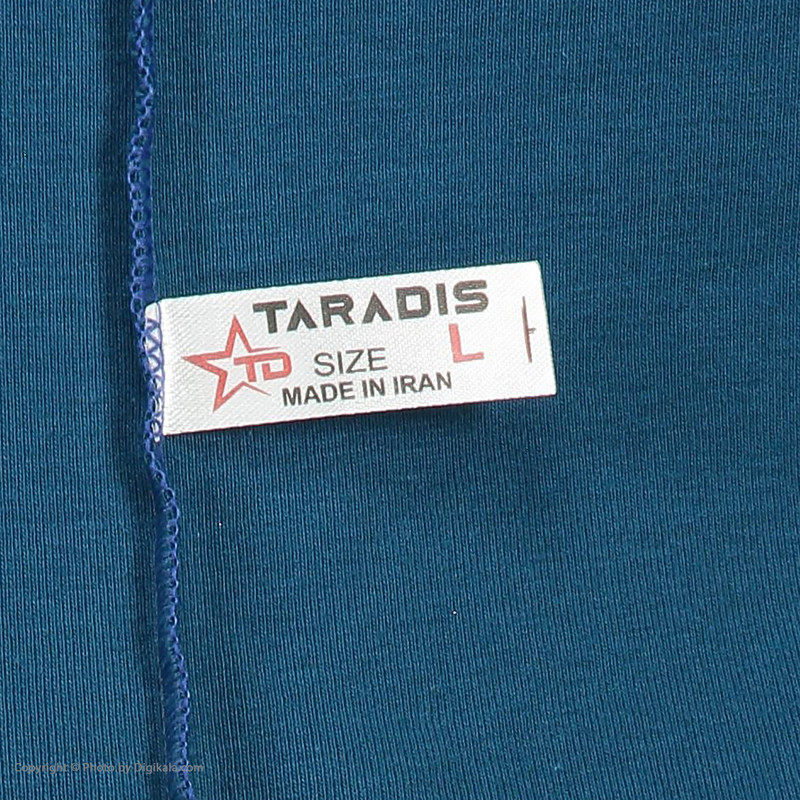 TARADIS
TD SIZE L
MADE IN IRAN
Copyright © Photo by Digikala.com